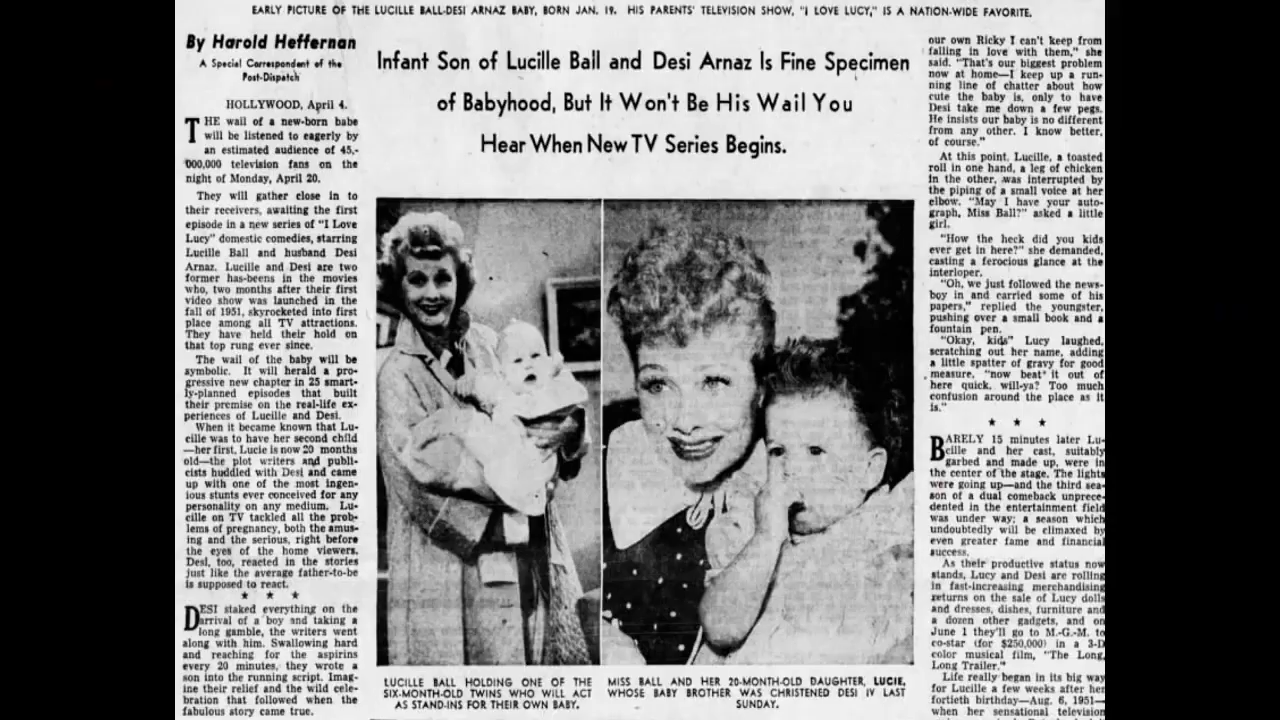 EARLY PICTURE OF THE LUCILLE BALL-DESI ARNAZ BABY, BORN JAN. 19. HIS PARENTS' TELEVISION SHOW, "I LOVE LUCY," IS A NATION-WIDE FAVORITE.
By Harold Heffernan
A Special Correspondent of the
Post-Dispatch
HOLLYWOOD, April 4.
THE wail of a new-born babe
will be listened to eagerly by
an estimated audience of 45,-
000,000 television fans on the
night of Monday, April 20.
They will gather close in to
their receivers, awaiting the first
episode in a new series of "I Love
Lucy" domestic comedies, starring
Lucille Ball and husband Desi
Arnaz. Lucille and Desi are two
former has-beens in the movies
who, two months after their first
video show was launched in the
fall of 1951, skyrocketed into first
place among all TV attractions.
They have held their hold on
that top rung ever since.
The wail of the baby will be
symbolic. It will herald a pro-
gressive new chapter in 25 smart-
ly-planned episodes that built
their premise on the real-life ex-
periences of Lucille and Desi.
When it became known that Lu-
cille was to have her second child
—her first, Lucie is now 20 months
old—the plot writers and publi-
cists huddled with Desi and came
up with one of the most ingen-
ious stunts ever conceived for any
personality on any medium. Lu-
cille on TV tackled all the prob-
lems of pregnancy, both the amus-
ing and the serious, right before
the eyes of the home viewers.
Desi, too, reacted in the stories
just like the average father-to-be
is supposed to react.
★ ★ ★
DESI staked everything on the
arrival of a boy and taking a
long gamble, the writers went
along with him. Swallowing hard
and reaching for the aspirins
every 20 minutes, they wrote a
son into the running script. Imag-
ine their relief and the wild cele-
bration that followed when the
fabulous story came true.
Infant Son of Lucille Ball and Desi Arnaz Is Fine Specimen
of Babyhood, But It Won't Be His Wail You
Hear When New TV Series Begins.
LUCILLE BALL HOLDING ONE OF THE
SIX-MONTH-OLD TWINS WHO WILL ACT
AS STAND-INS FOR THEIR OWN BABY.
MISS BALL AND HER 20-MONTH-OLD DAUGHTER, LUCIE,
WHOSE BABY BROTHER WAS CHRISTENED DESI IV LAST
SUNDAY.
our own Ricky I can't keep from
falling in love with them," she
said. "That's our biggest problem
now at home—I keep up a run-
ning line of chatter about how
cute the baby is, only to have
Desi take me down a few pegs.
He insists our baby is no different
from any other. I know better,
of course."
At this point, Lucille, a toasted
roll in one hand, a leg of chicken
in the other, was interrupted by
the piping of a small voice at her
elbow. "May I have your auto-
graph, Miss Ball?" asked a little
girl.
"How the heck did you kids
ever get in here?" she demanded,
casting a ferocious glance at the
interloper.
"Oh, we just followed the news-
boy in and carried some of his
papers," replied the youngster,
pushing over a small book and a
fountain pen.
"Okay, kids" Lucy laughed,
scratching out her name, adding
a little spatter of gravy for good
measure, "now beat it out of
here quick, will-ya? Too much
confusion around the place as it
is."
★ ★ ★
BARELY 15 minutes later Lu-
cille and her cast, suitably
garbed and made up, were in
the center of the stage. The lights
were going up—and the third sea-
son of a dual comeback unprece-
dented in the entertainment field
was under way; a season which
undoubtedly will be climaxed by
even greater fame and financial
success.
As their productive status now
stands, Lucy and Desi are rolling
in fast-increasing merchandising
returns on the sale of Lucy dolls
and dresses, dishes, furniture and
a dozen other gadgets, and on
June 1 they'll go to M.-G.-M. to
co-star (for $250,000) in a 3-D
color musical film, "The Long,
Long Trailer."
Life really began in its big way
for Lucille a few weeks after her
fortieth birthday—Aug. 6, 1951—
when her sensational television